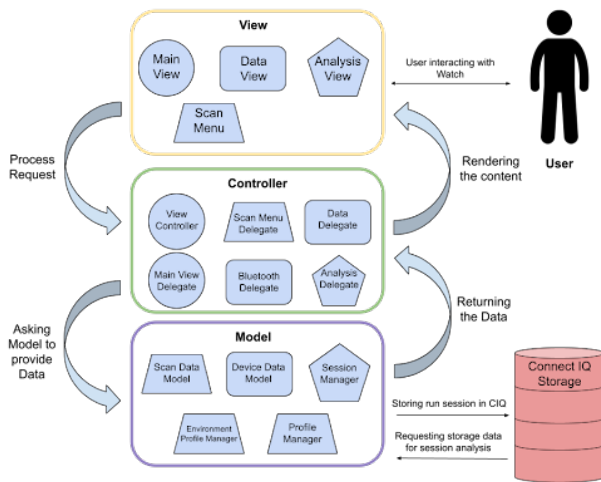 View
Main
View
Data
View
Analysis
View
Scan
Menu
User interacting with
Watch
User
Process
Request
Rendering
the content
Controller
View
Controller
Scan Menu
Delegate
Data
Delegate
Main View
Delegate
Bluetooth
Delegate
Analysis
Delegate
Asking
Model to
provide
Data
Returning
the Data
Model
Scan Data
Model
Device Data
Model
Session
Manager
Environment
Profile Manager
Profile
Manager
Connect IQ
Storage
Storing run session in CIQ
Requesting storage data
for session analysis